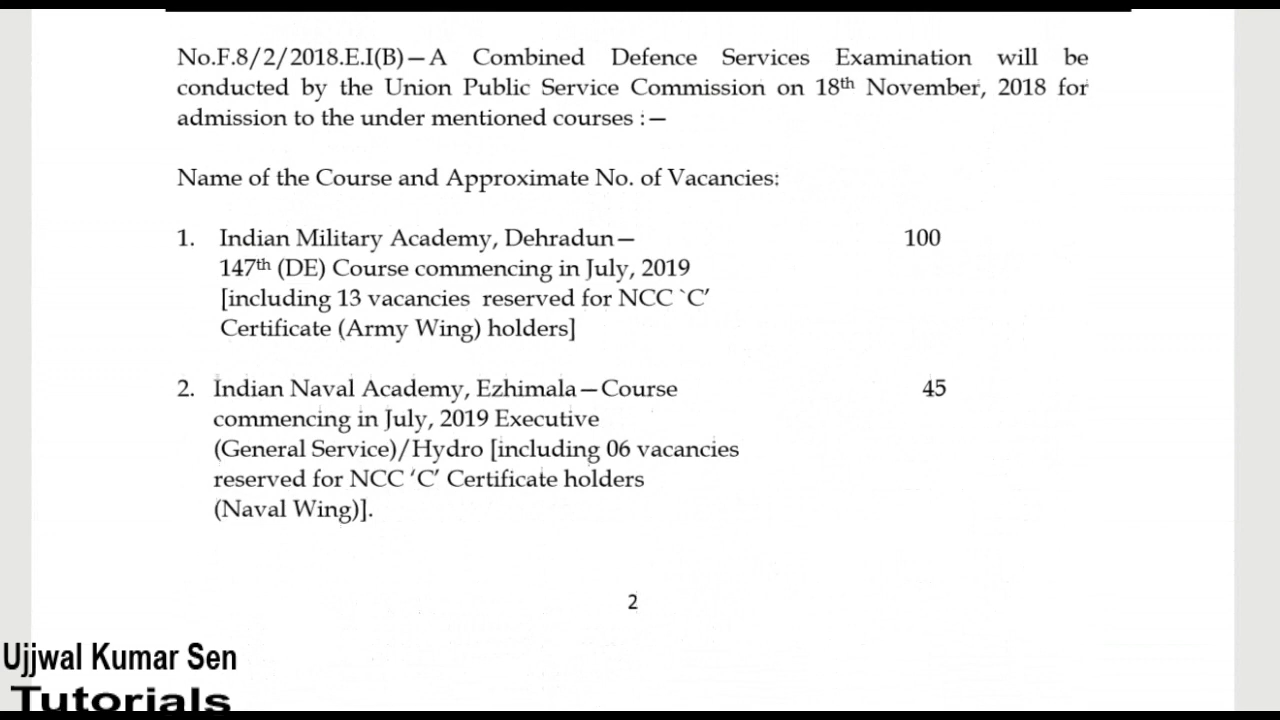 No.F.8/2/2018.E.I(B)—A Combined Defence Services Examination will be
conducted by the Union Public Service Commission on 18th November, 2018 for
admission to the under mentioned courses :—
Name of the Course and Approximate No. of Vacancies:
1. Indian Military Academy, Dehradun— 100
147th (DE) Course commencing in July, 2019
[including 13 vacancies reserved for NCC `C'
Certificate (Army Wing) holders]
2. Indian Naval Academy, Ezhimala—Course 45
commencing in July, 2019 Executive
(General Service)/Hydro [including 06 vacancies
reserved for NCC 'C' Certificate holders
(Naval Wing)].
2
Ujjwal Kumar Sen
Tutorials